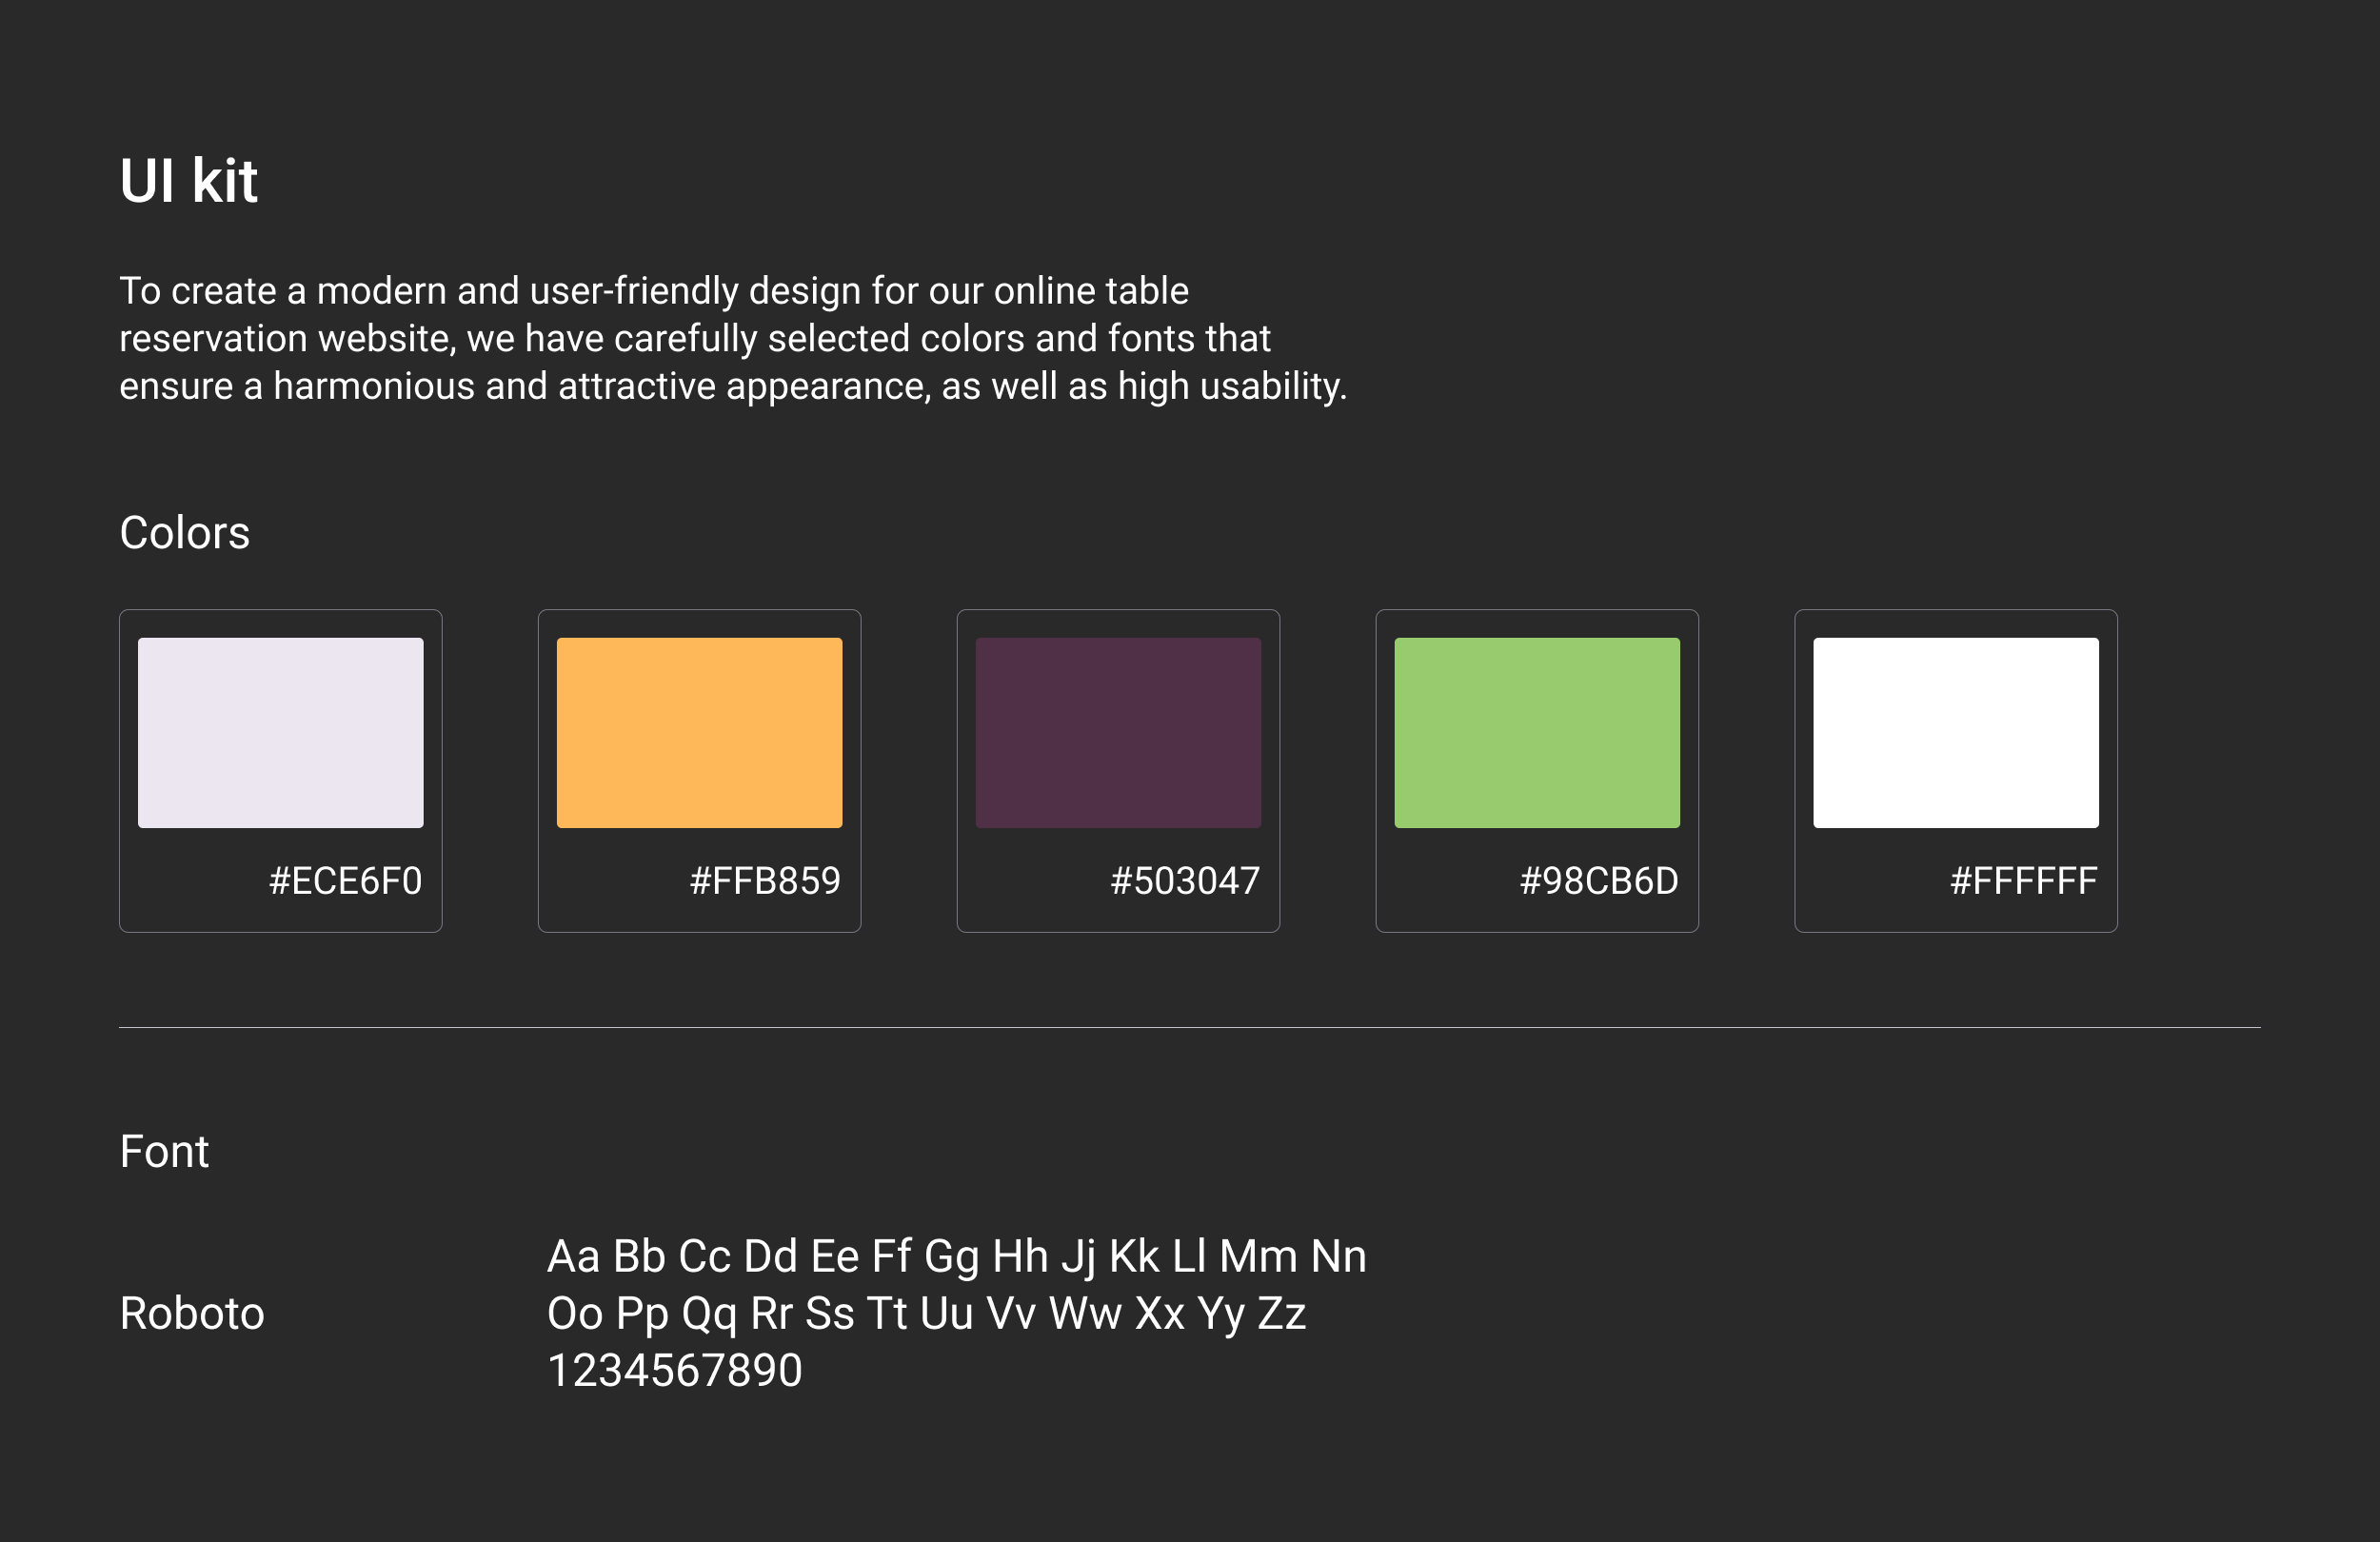 UI kit
To create a modern and user-friendly design for our online table
reservation website, we have carefully selected colors and fonts that
ensure a harmonious and attractive appearance, as well as high usability.
Colors
#ECE6F0
#FFB859
#503047
#98CB6D
#FFFFFF
Font
Roboto
Aa Bb Cc Dd Ee Ff Gg Hh Jj Kk Ll Mm Nn
Oo Pp Qq Rr Ss Tt Uu Vv Ww Xx Yy Zz
1234567890